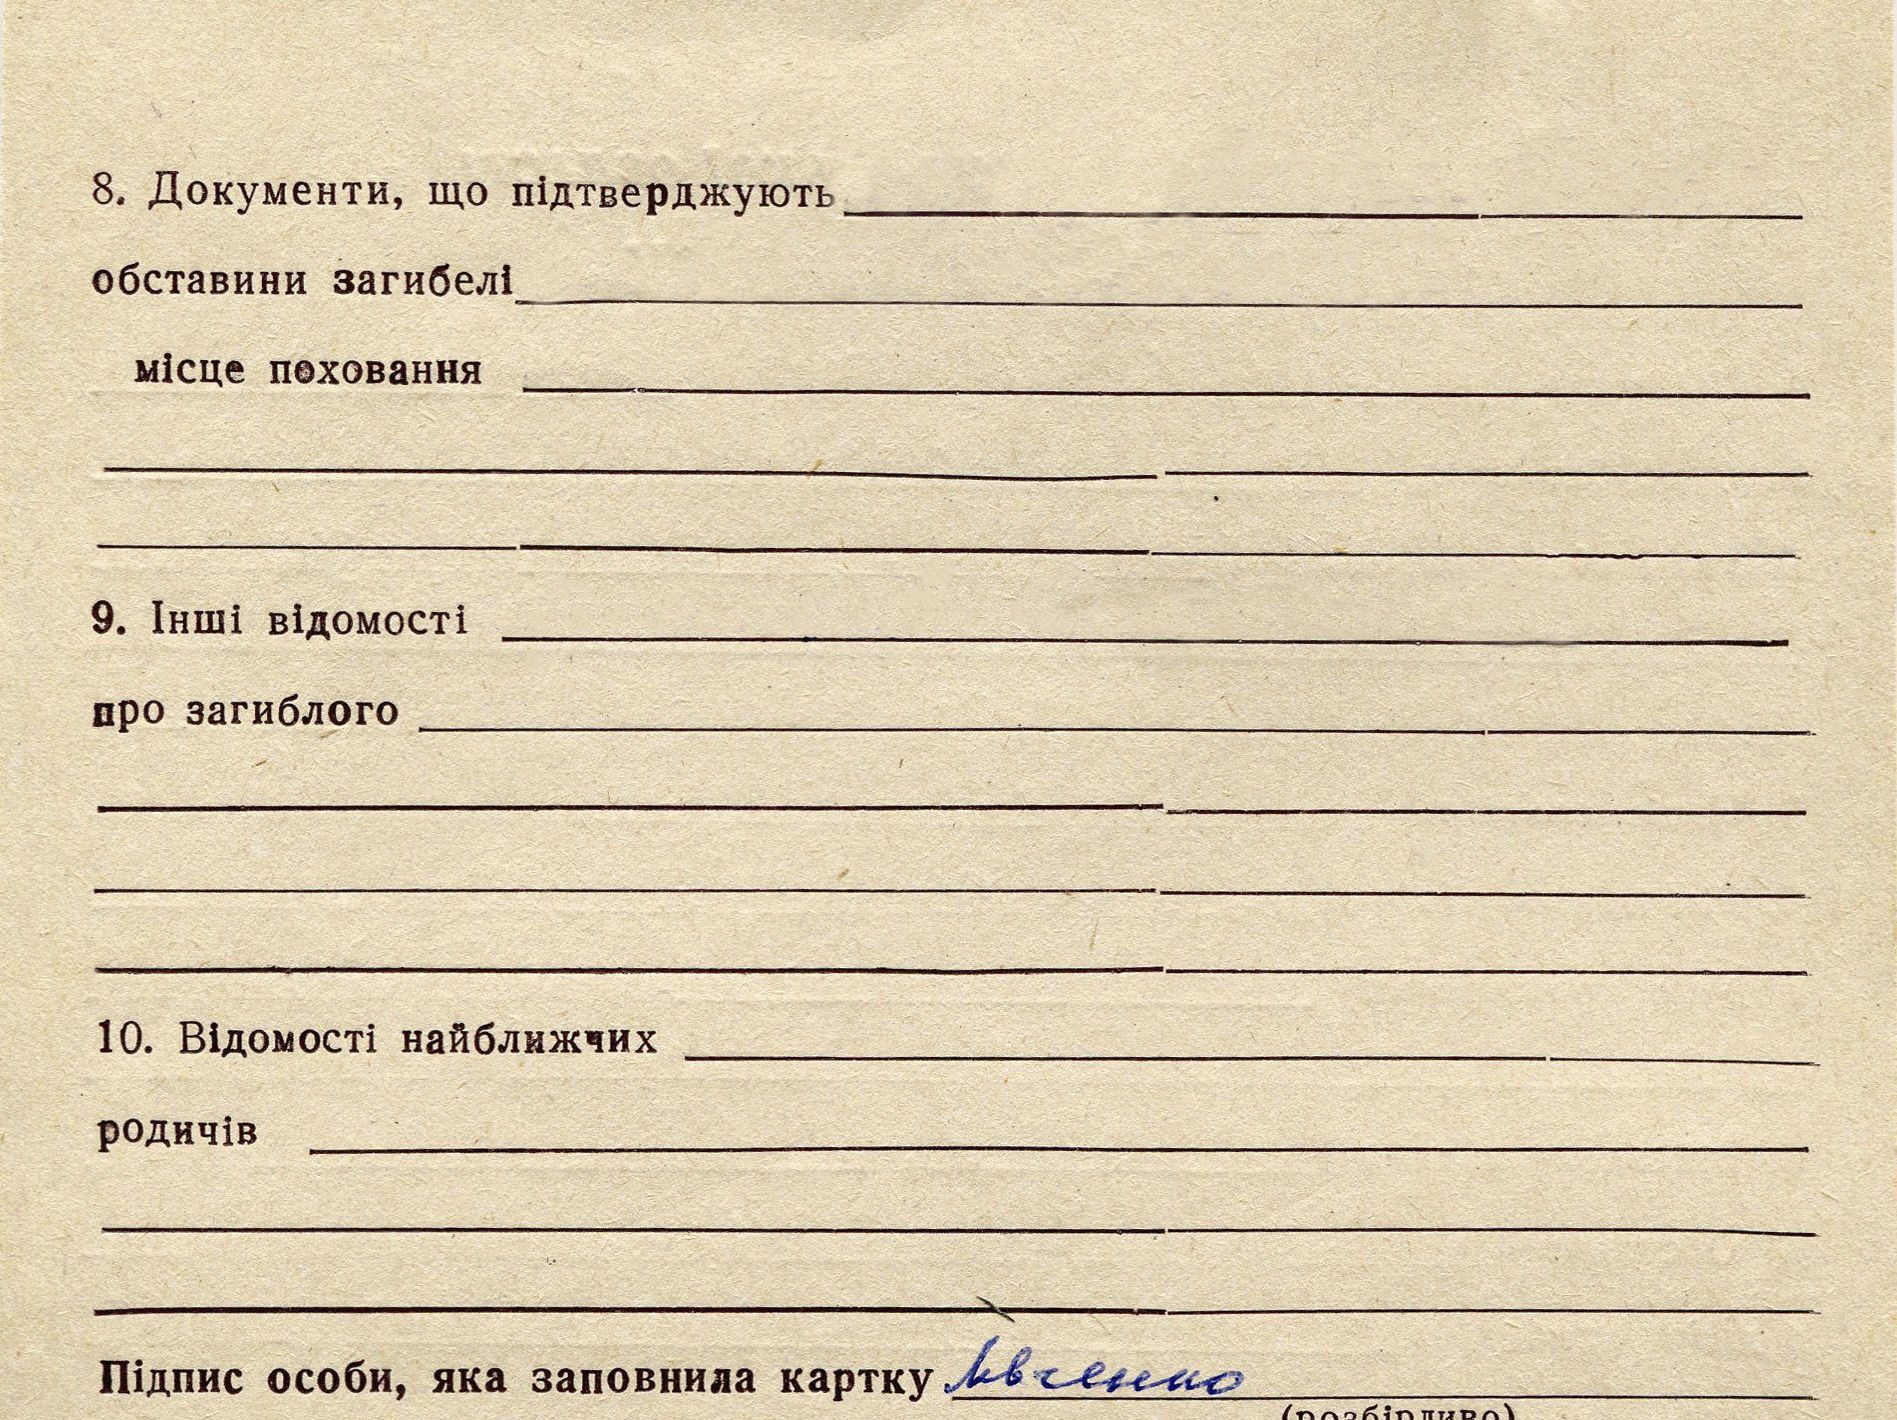 8. Документи, що підтверджують
обставини загибелі
місце поховання
9. Інші відомості
про загиблого
10. Відомості найближчих
родичів
Підпис особи, яка заповнила картку
(розбірливо)